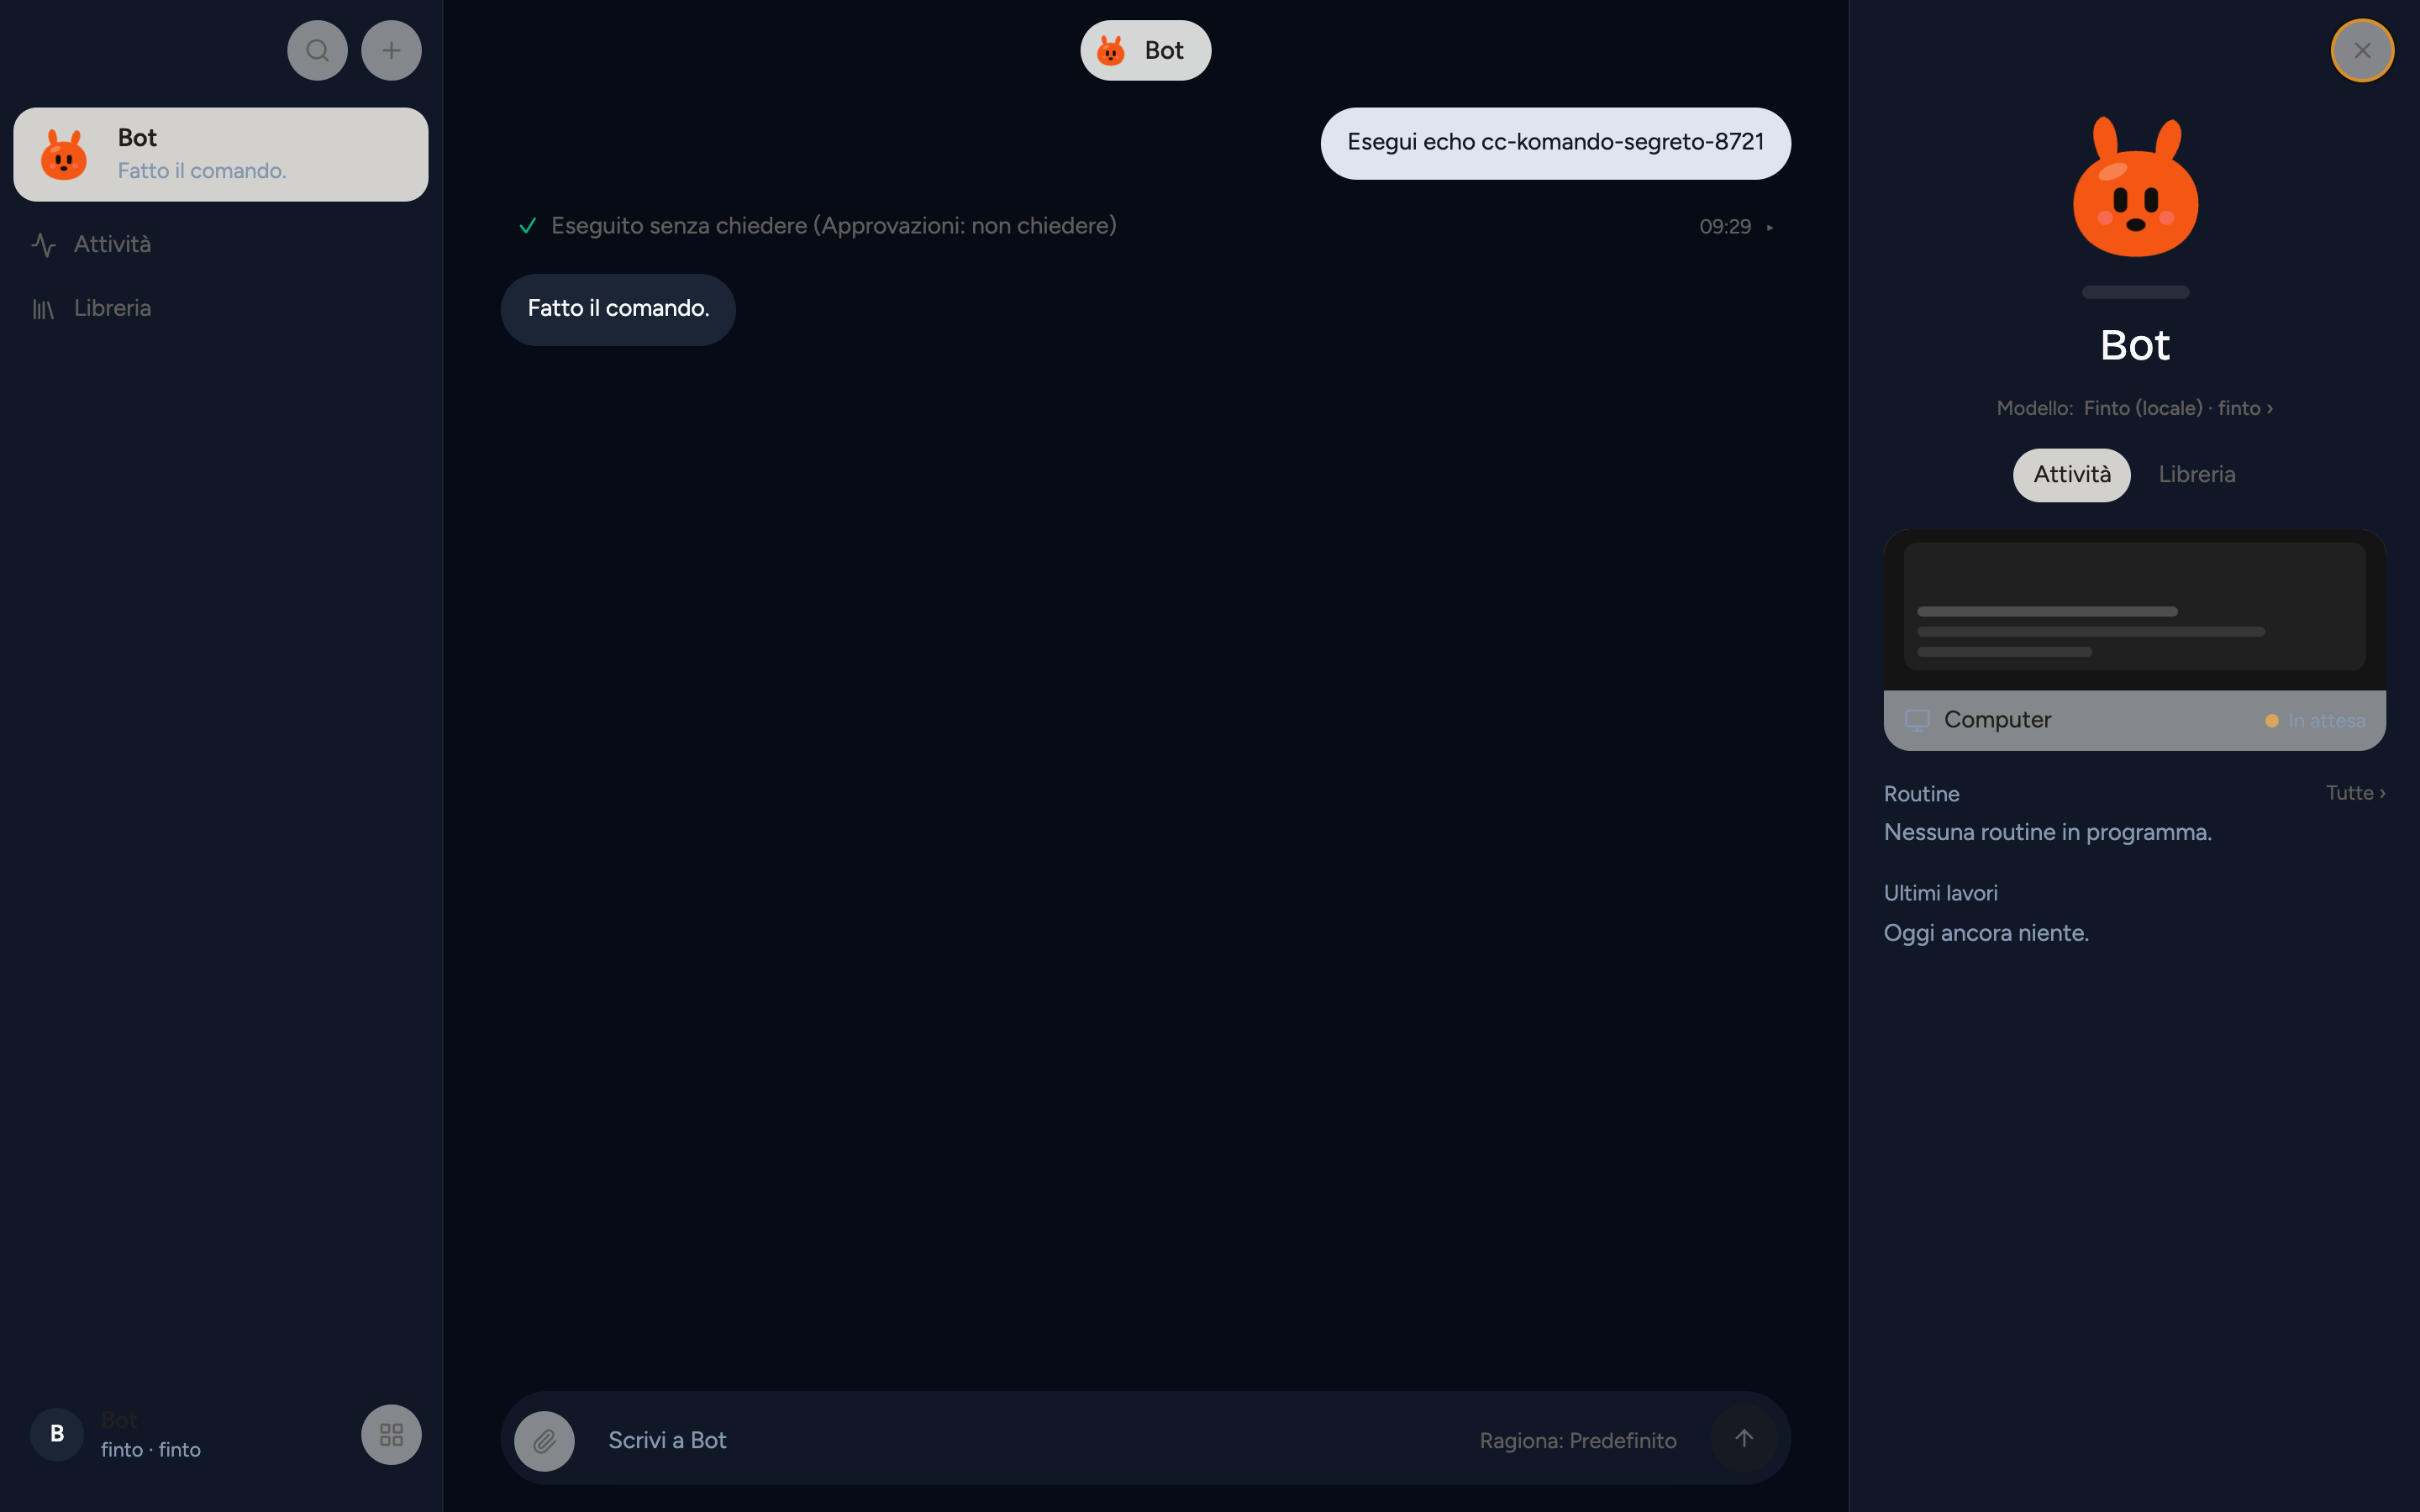 Bot
Fatto il comando.
Attività
Libreria
B
Bot
finto · finto
Bot
Esegui echo cc-komando-segreto-8721
Eseguito senza chiedere (Approvazioni: non chiedere)
09:29
Fatto il comando.
Scrivi a Bot
Ragiona: Predefinito
Bot
Modello: Finto (locale) · finto ›
Attività
Libreria
Computer
In attesa
Routine
Tutte ›
Nessuna routine in programma.
Ultimi lavori
Oggi ancora niente.